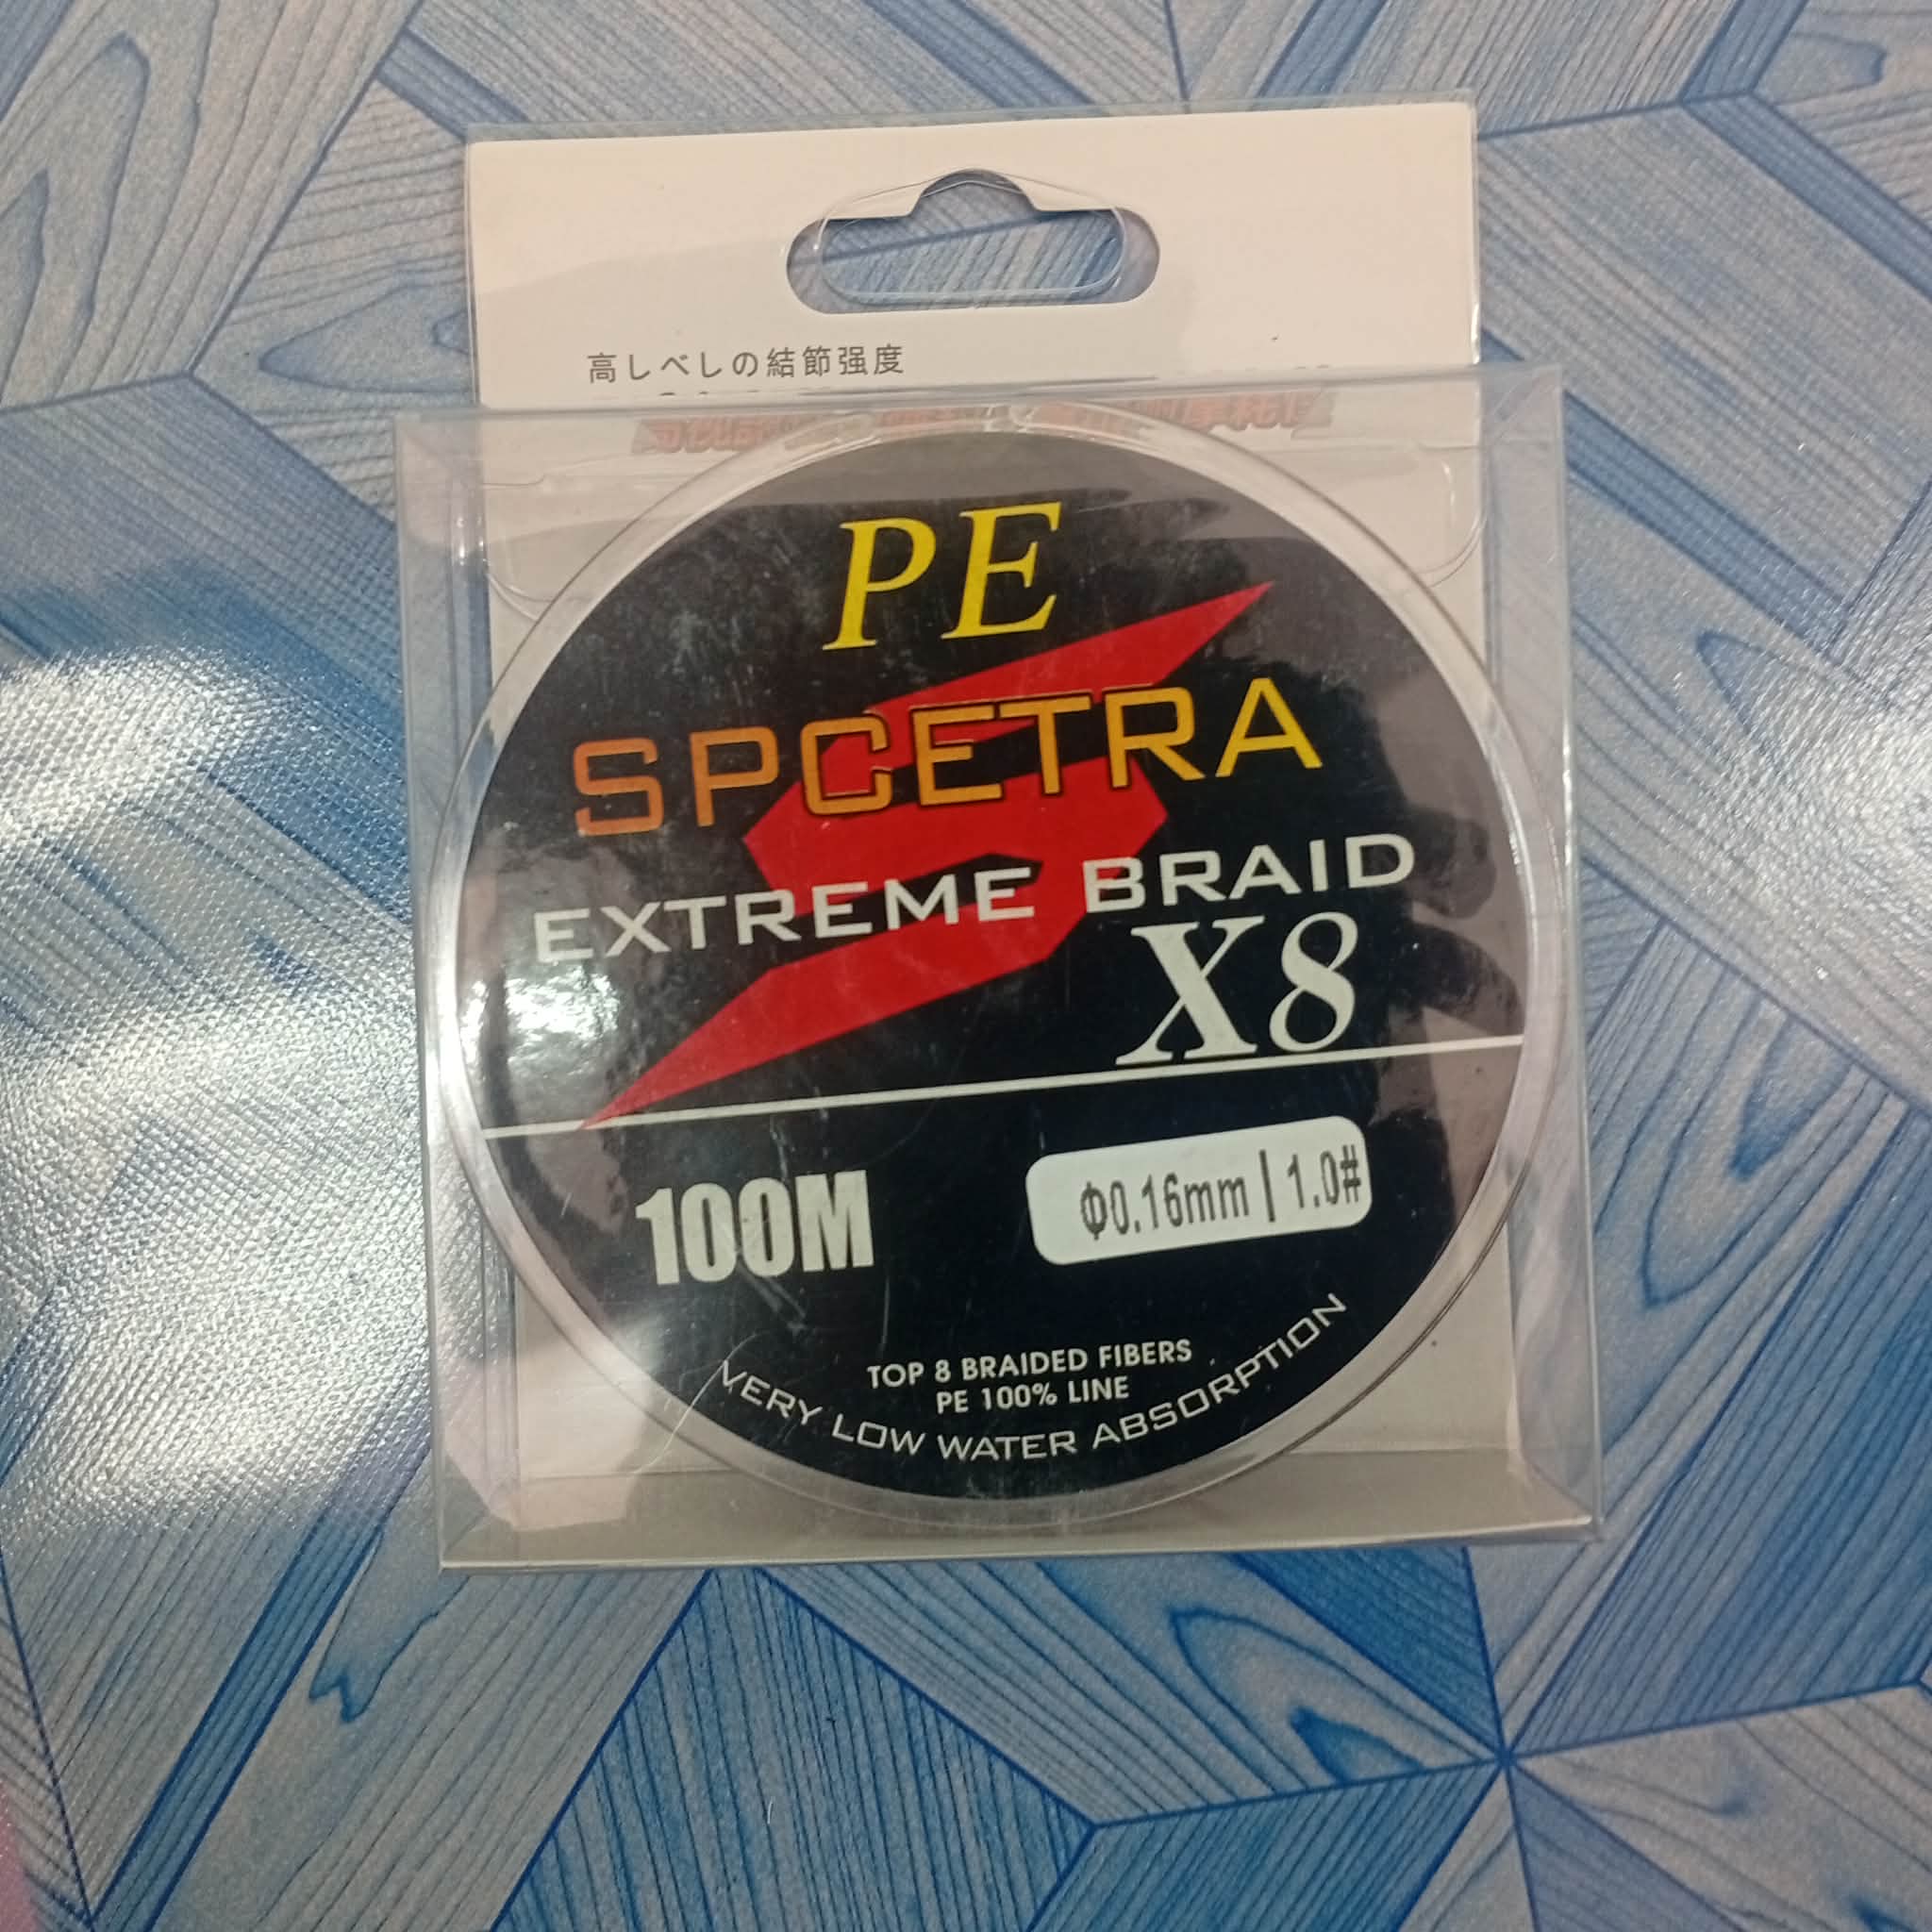 高しべしの結節强度
PE
SPCETRA
EXTREME BRAID
X8
100M
Φ0.16mm | 1.0#
TOP 8 BRAIDED FIBERS
PE 100% LINE
VERY LOW WATER ABSORPTION